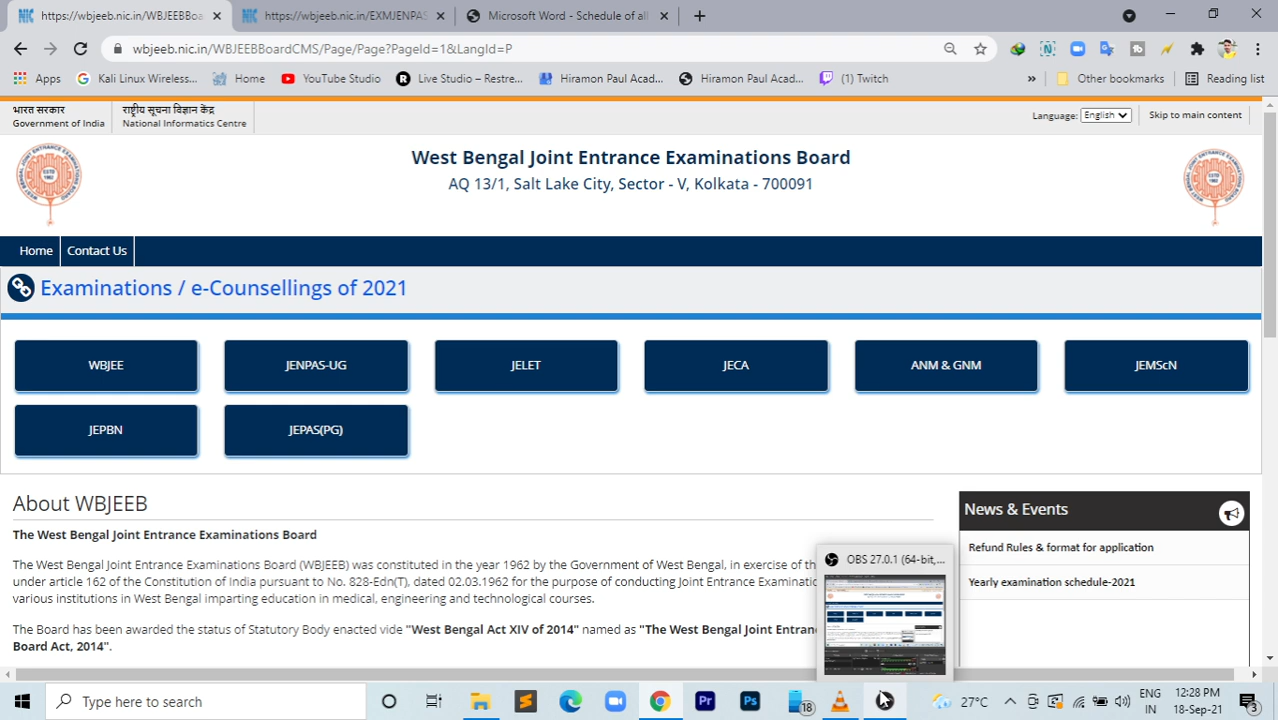 https://wbjeeb.nic.in/WBJEEBBoa
https://wbjeeb.nic.in/EXMJENPAS
Microsoft Word - Schedule of all
wbjeeb.nic.in/WBJEEBBoardCMS/Page/Page?PageId=1&LangId=P
Apps
Kali Linux Wireless...
Home
YouTube Studio
Live Studio – Restre...
Hiramon Paul Acad...
Hiramon Paul Acad...
(1) Twitch
»
Other bookmarks
Reading list
भारत सरकार
Government of India
राष्ट्रीय सूचना विज्ञान केंद्र
National Informatics Centre
Language: English
Skip to main content
West Bengal Joint Entrance Examinations Board
AQ 13/1, Salt Lake City, Sector - V, Kolkata - 700091
Home
Contact Us
Examinations / e-Counsellings of 2021
WBJEE
JENPAS-UG
JELET
JECA
ANM & GNM
JEMScN
JEPBN
JEPAS(PG)
About WBJEEB
The West Bengal Joint Entrance Examinations Board
The West Bengal Joint Entrance Examinations Board (WBJEEB) was constituted in the year 1962 by the Government of West Bengal, in exercise of th
under article 162 of the Constitution of India pursuant to No. 828-Edn(T), dated 02.03.1962 for the purpose of conducting Joint Entrance Examinatio
various institutions in Bengal imparting education in medical, engineering and technological cour
The Board has been accorded the status of Statutory body enacted under "West Bengal Act XIV of 2014" named as "The West Bengal Joint Entranc
Board Act, 2014".
News & Events
Refund Rules & format for application
Yearly examination schedule-2021
OBS 27.0.1 (64-bit,...
Type here to search
Pr
Ps
18
27°C
ENG
IN
12:28 PM
18-Sep-21
3